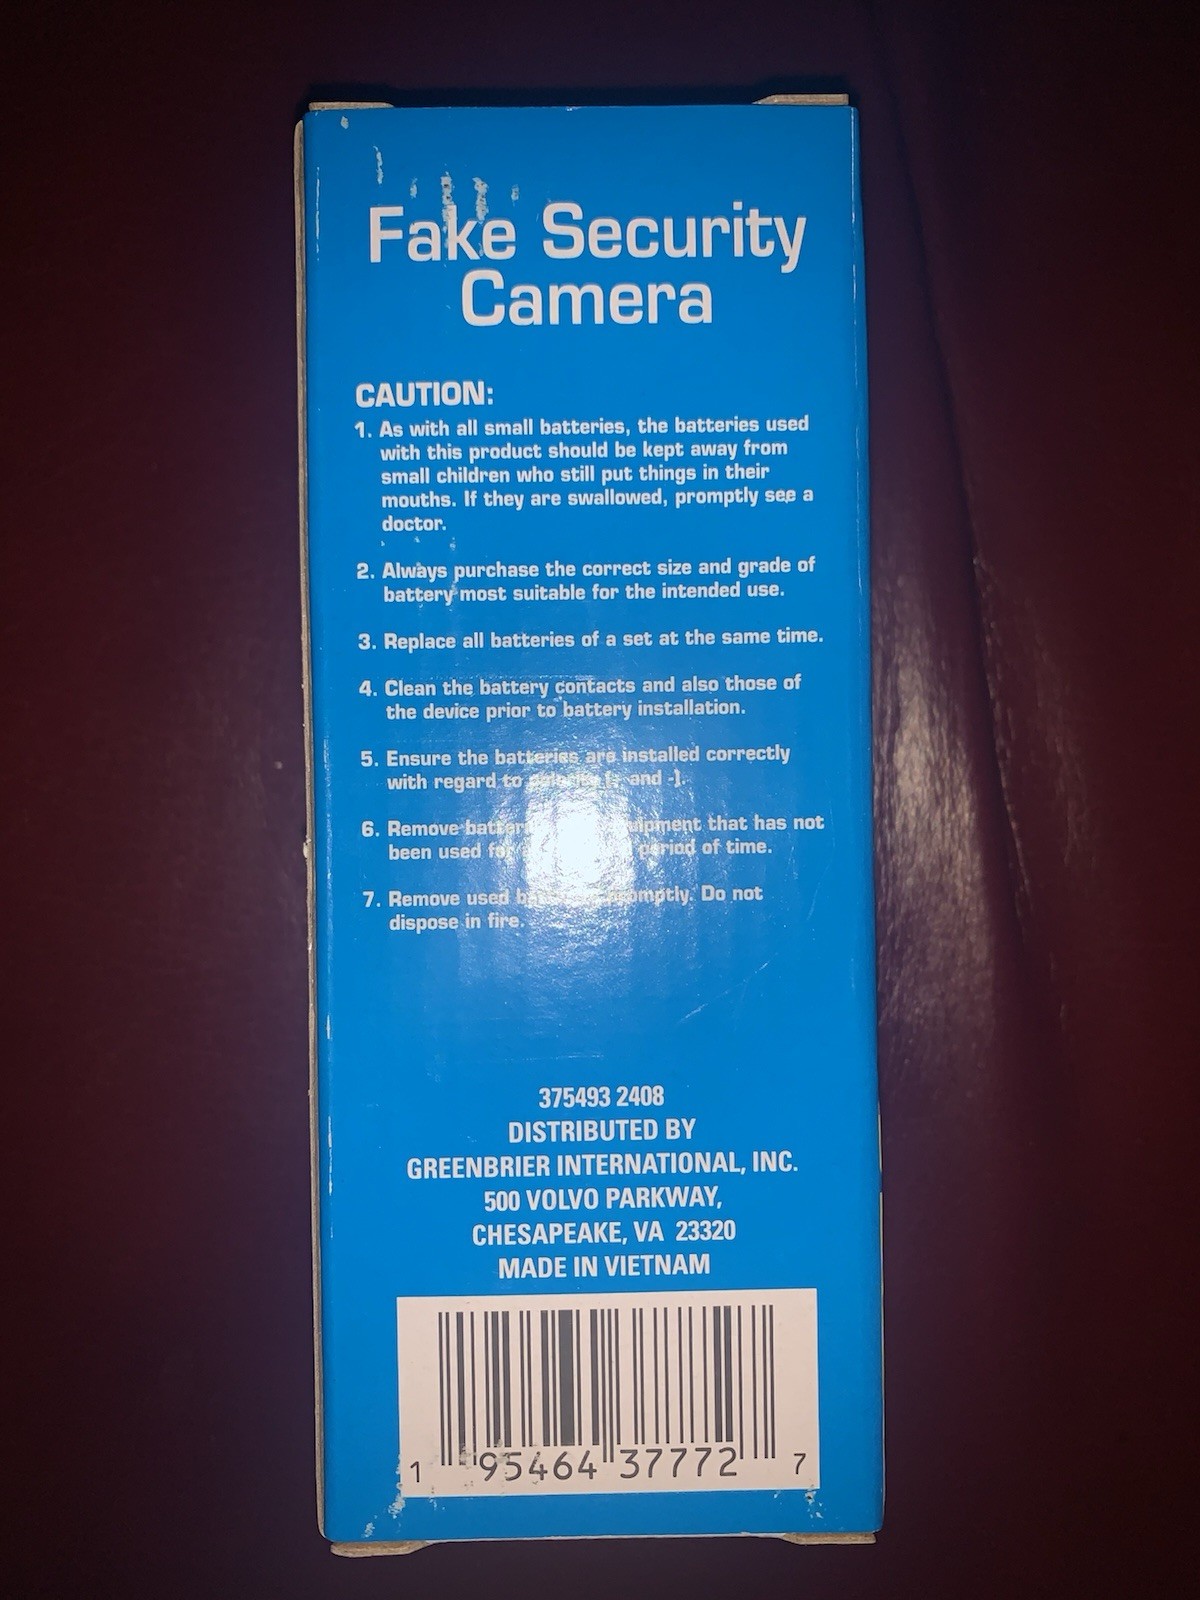 Fake Security
Camera
CAUTION:
1. As with all small batteries, the batteries used
with this product should be kept away from
small children who still put things in their
mouths. If they are swallowed, promptly see a
doctor.
2. Always purchase the correct size and grade of
battery most suitable for the intended use.
3. Replace all batteries of a set at the same time.
4. Clean the battery contacts and also those of
the device prior to battery installation.
5. Ensure the batteries are installed correctly
with regard to polarity (+ and -).
6. Remove that has not
been used for period of time.
7. Remove used promptly. Do not
dispose in fire.
375493 2408
DISTRIBUTED BY
GREENBRIER INTERNATIONAL, INC.
500 VOLVO PARKWAY,
CHESAPEAKE, VA 23320
MADE IN VIETNAM
1 95464 37772 7